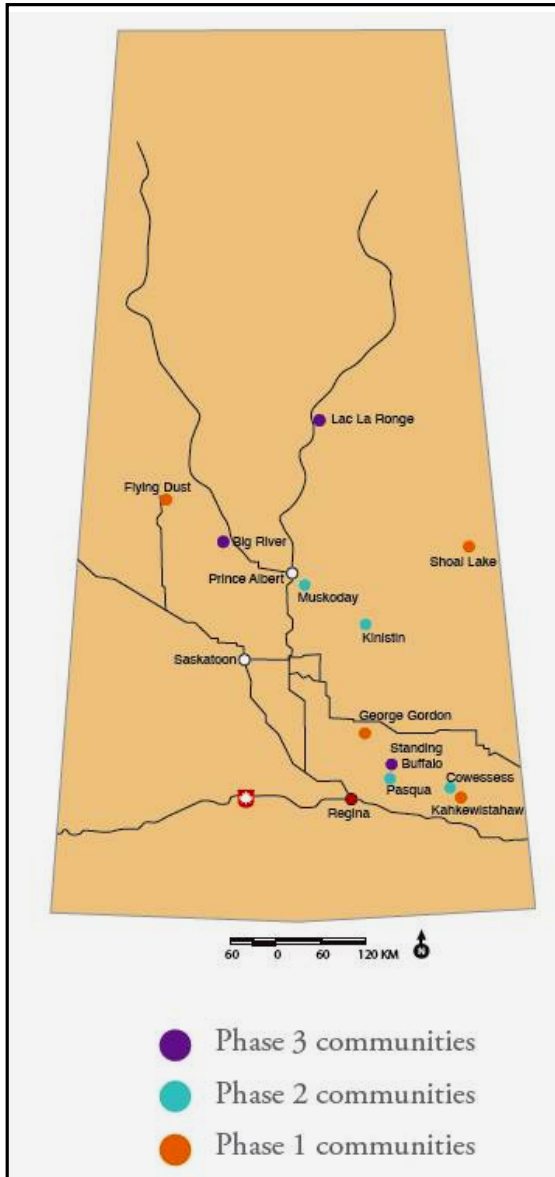 Lac La Ronge
Flying Dust
Big River
Shoal Lake
Prince Albert
Muskoday
Kinistin
Saskatoon
George Gordon
Standing
Buffalo
Pasqua
Cowessess
Kahkewistahaw
Regina
60 0 60 120 KM
N
Phase 3 communities
Phase 2 communities
Phase 1 communities